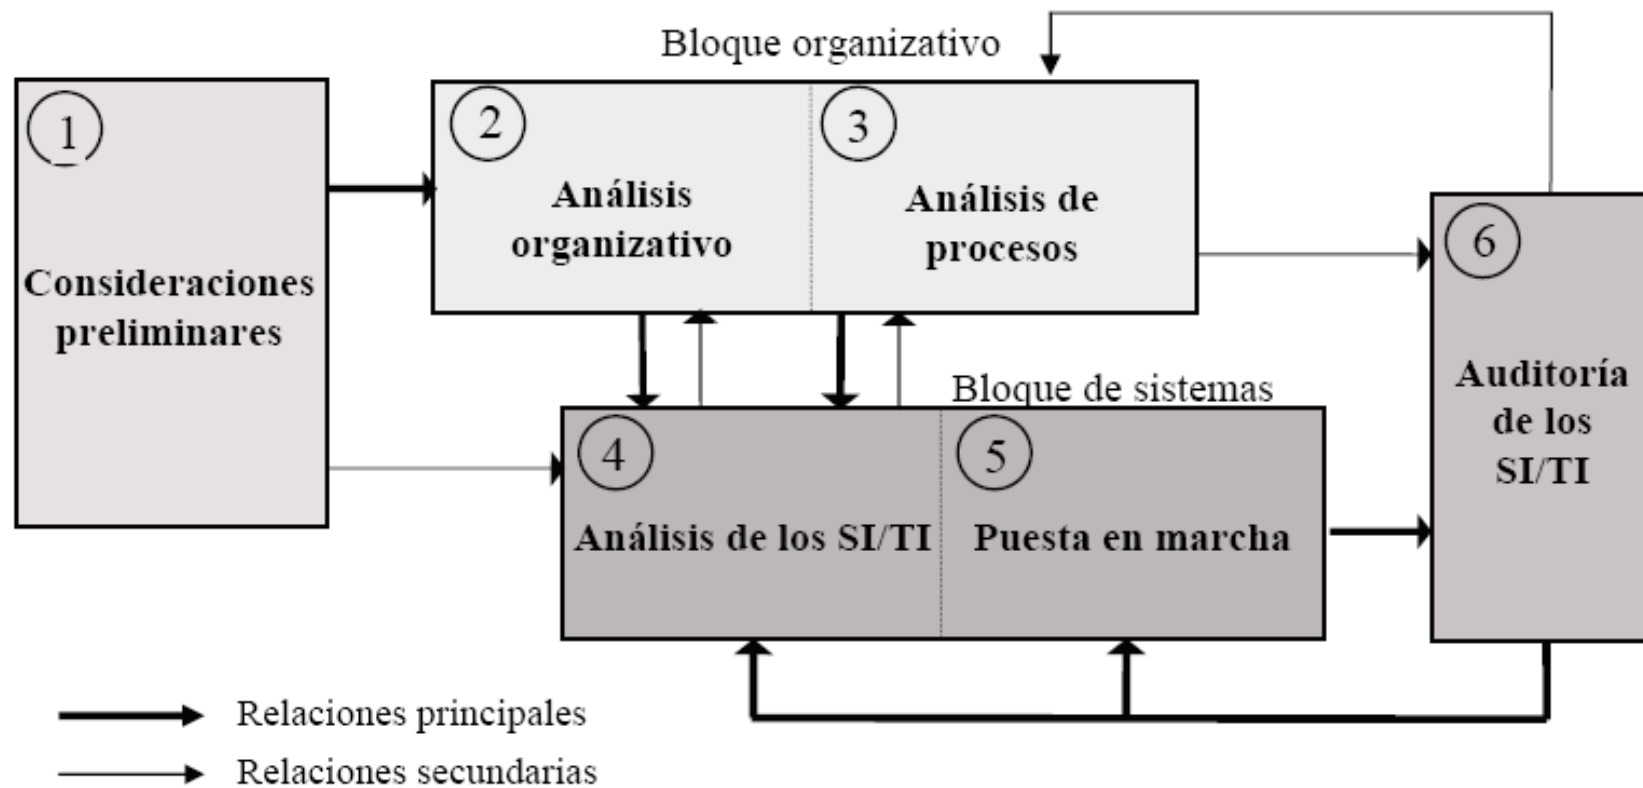 Bloque organizativo
1
Consideraciones
preliminares
2
Análisis
organizativo
3
Análisis de
procesos
Bloque de sistemas
4
Análisis de los SI/TI
5
Puesta en marcha
6
Auditoría
de los
SI/TI
Relaciones principales
Relaciones secundarias